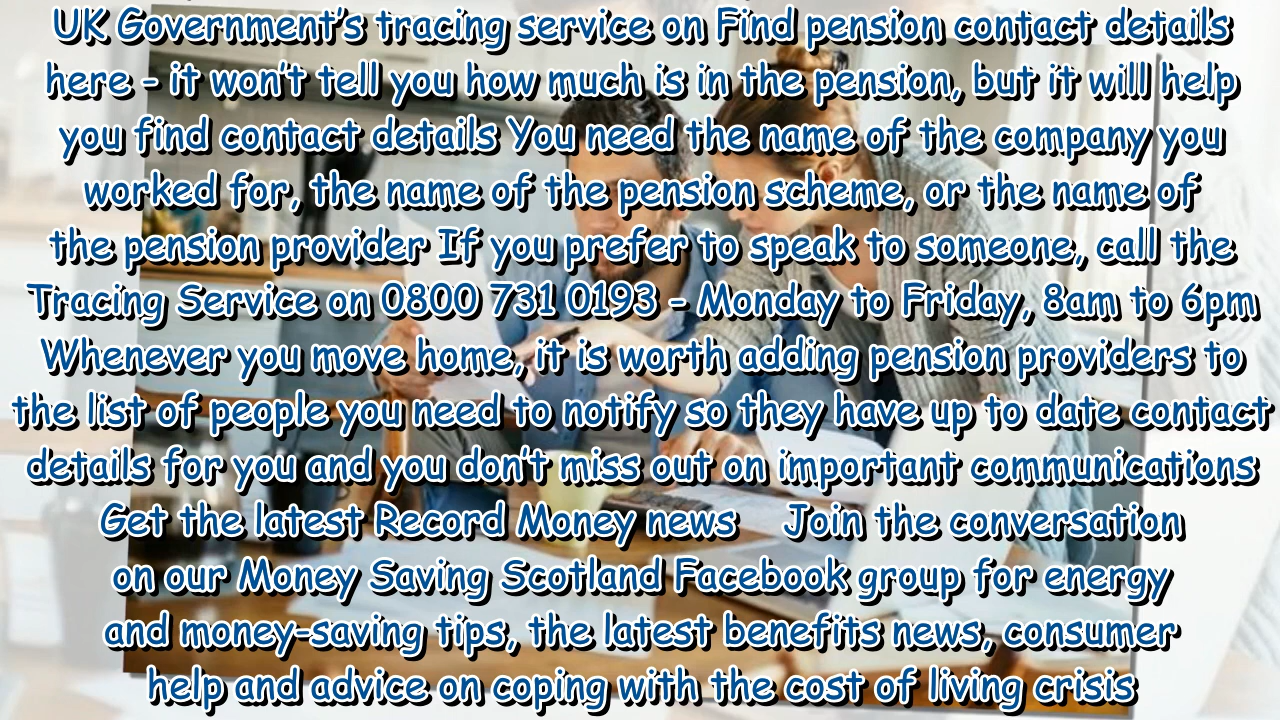 UK Government's tracing service on Find pension contact details
here - it won't tell you how much is in the pension, but it will help
you find contact details You need the name of the company you
worked for, the name of the pension scheme, or the name of
the pension provider If you prefer to speak to someone, call the
Tracing Service on 0800 731 0193 - Monday to Friday, 8am to 6pm
Whenever you move home, it is worth adding pension providers to
the list of people you need to notify so they have up to date contact
details for you and you don't miss out on important communications
Get the latest Record Money news    Join the conversation
on our Money Saving Scotland Facebook group for energy
and money-saving tips, the latest benefits news, consumer
help and advice on coping with the cost of living crisis